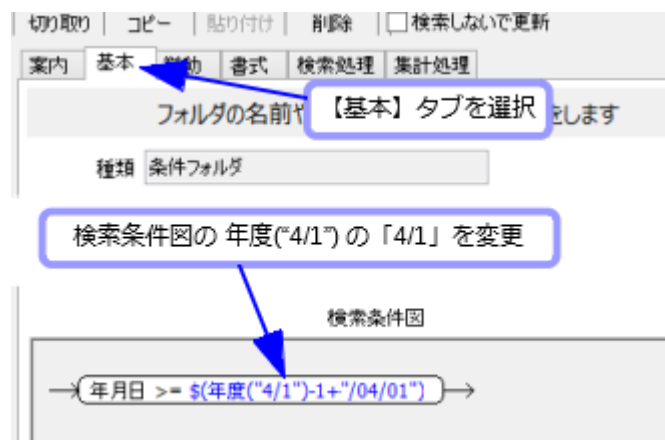 切り取り コピー 貼り付け 削除 検索しないで更新
案内 基本 挙動 書式 検索処理 集計処理
【基本】タブを選択
フォルダの名前や をします
種類 条件フォルダ
検索条件図の 年度("4/1") の「4/1」を変更
検索条件図
年月日 >= $(年度("4/1")-1+"/04/01")